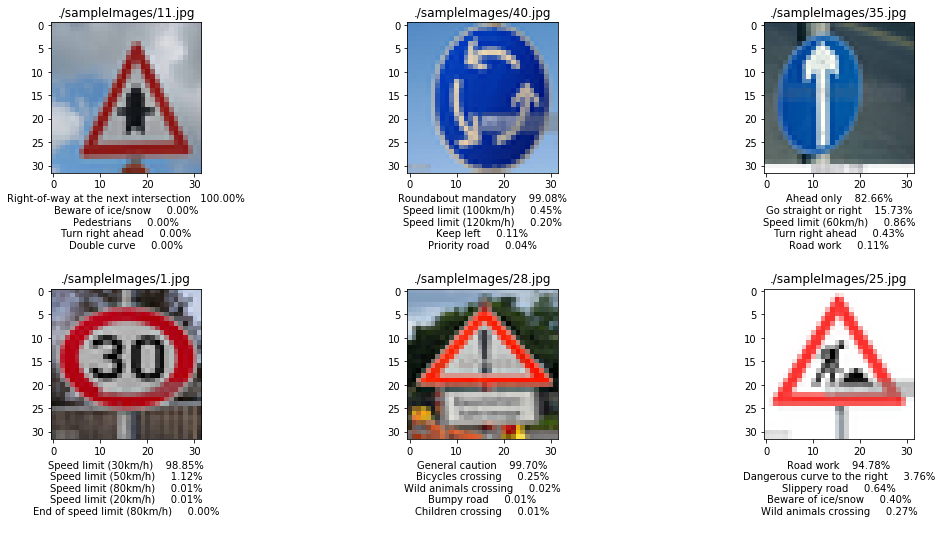 ./sampleImages/11.jpg
0
5
10
15
20
25
30
0 10 20 30
Right-of-way at the next intersection 100.00%
Beware of ice/snow 0.00%
Pedestrians 0.00%
Turn right ahead 0.00%
Double curve 0.00%
./sampleImages/40.jpg
0
5
10
15
20
25
30
0 10 20 30
Roundabout mandatory 99.08%
Speed limit (100km/h) 0.45%
Speed limit (120km/h) 0.20%
Keep left 0.11%
Priority road 0.04%
./sampleImages/35.jpg
0
5
10
15
20
25
30
0 10 20 30
Ahead only 82.66%
Go straight or right 15.73%
Speed limit (60km/h) 0.86%
Turn right ahead 0.43%
Road work 0.11%
./sampleImages/1.jpg
0
5
10
15
20
25
30
30
0 10 20 30
Speed limit (30km/h) 98.85%
Speed limit (50km/h) 1.12%
Speed limit (80km/h) 0.01%
Speed limit (20km/h) 0.01%
End of speed limit (80km/h) 0.00%
./sampleImages/28.jpg
0
5
10
15
20
25
30
0 10 20 30
General caution 99.70%
Bicycles crossing 0.25%
Wild animals crossing 0.02%
Bumpy road 0.01%
Children crossing 0.01%
./sampleImages/25.jpg
0
5
10
15
20
25
30
0 10 20 30
Road work 94.78%
Dangerous curve to the right 3.76%
Slippery road 0.64%
Beware of ice/snow 0.40%
Wild animals crossing 0.27%